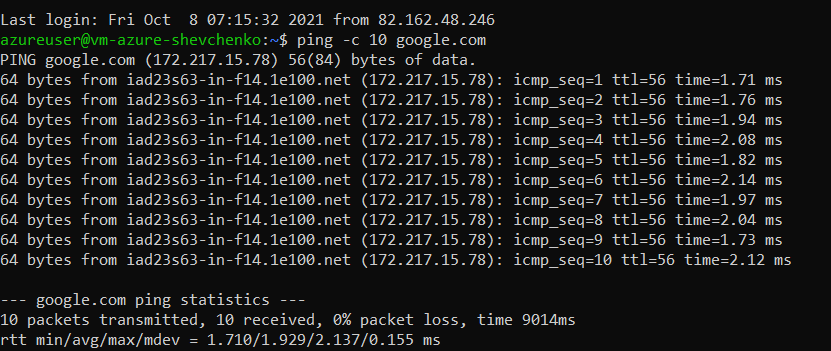 Last login: Fri Oct  8 07:15:32 2021 from 82.162.48.246
azureuser@vm-azure-shevchenko:~$ ping -c 10 google.com
PING google.com (172.217.15.78) 56(84) bytes of data.
64 bytes from iad23s63-in-f14.1e100.net (172.217.15.78): icmp_seq=1 ttl=56 time=1.71 ms
64 bytes from iad23s63-in-f14.1e100.net (172.217.15.78): icmp_seq=2 ttl=56 time=1.76 ms
64 bytes from iad23s63-in-f14.1e100.net (172.217.15.78): icmp_seq=3 ttl=56 time=1.94 ms
64 bytes from iad23s63-in-f14.1e100.net (172.217.15.78): icmp_seq=4 ttl=56 time=2.08 ms
64 bytes from iad23s63-in-f14.1e100.net (172.217.15.78): icmp_seq=5 ttl=56 time=1.82 ms
64 bytes from iad23s63-in-f14.1e100.net (172.217.15.78): icmp_seq=6 ttl=56 time=2.14 ms
64 bytes from iad23s63-in-f14.1e100.net (172.217.15.78): icmp_seq=7 ttl=56 time=1.97 ms
64 bytes from iad23s63-in-f14.1e100.net (172.217.15.78): icmp_seq=8 ttl=56 time=2.04 ms
64 bytes from iad23s63-in-f14.1e100.net (172.217.15.78): icmp_seq=9 ttl=56 time=1.73 ms
64 bytes from iad23s63-in-f14.1e100.net (172.217.15.78): icmp_seq=10 ttl=56 time=2.12 ms

--- google.com ping statistics ---
10 packets transmitted, 10 received, 0% packet loss, time 9014ms
rtt min/avg/max/mdev = 1.710/1.929/2.137/0.155 ms